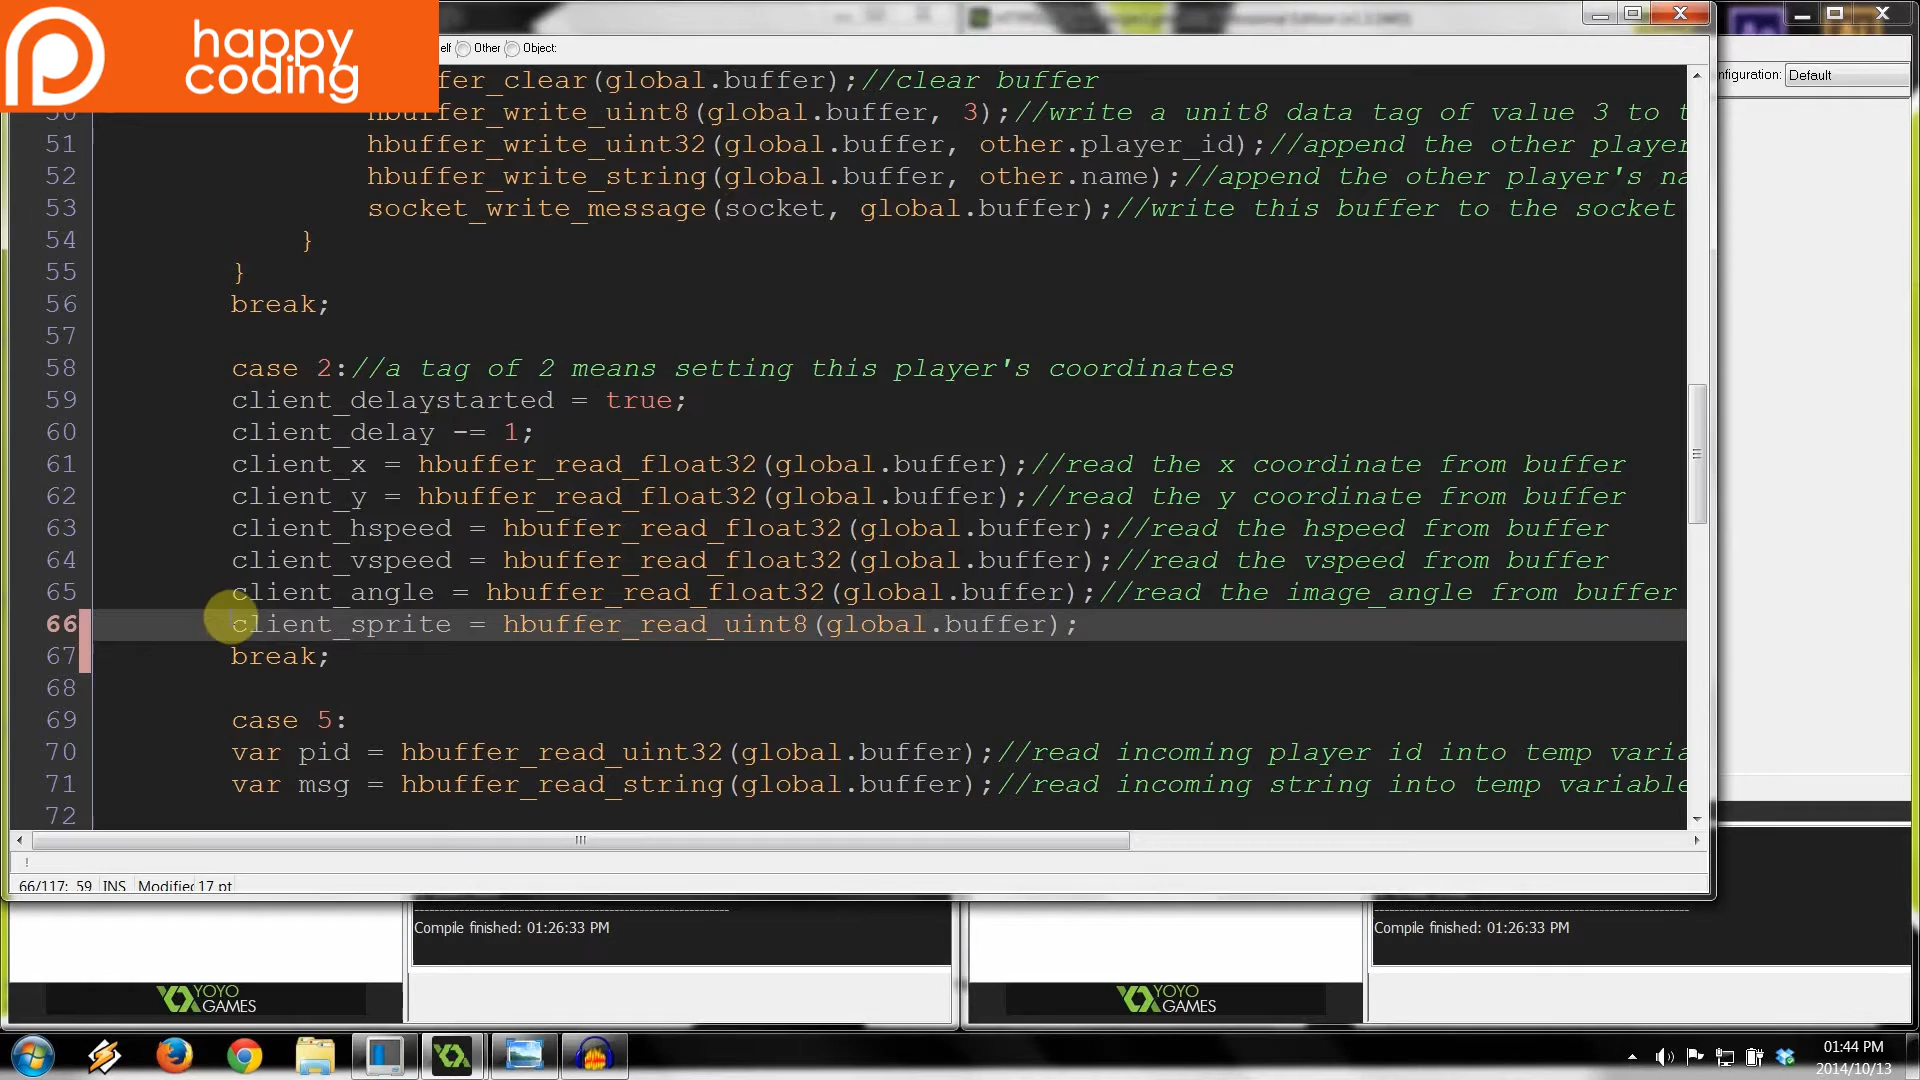 happy
coding
elf Other Object:
nfiguration: Default
fer_clear(global.buffer);//clear buffer
50 hbuffer_write_uint8(global.buffer, 3);//write a unit8 data tag of value 3 to t
51 hbuffer_write_uint32(global.buffer, other.player_id);//append the other player
52 hbuffer_write_string(global.buffer, other.name);//append the other player's na
53 socket_write_message(socket, global.buffer);//write this buffer to the socket
54 }
55 }
56 break;
57
58 case 2://a tag of 2 means setting this player's coordinates
59 client_delaystarted = true;
60 client_delay -= 1;
61 client_x = hbuffer_read_float32(global.buffer);//read the x coordinate from buffer
62 client_y = hbuffer_read_float32(global.buffer);//read the y coordinate from buffer
63 client_hspeed = hbuffer_read_float32(global.buffer);//read the hspeed from buffer
64 client_vspeed = hbuffer_read_float32(global.buffer);//read the vspeed from buffer
65 client_angle = hbuffer_read_float32(global.buffer);//read the image_angle from buffer
66 client_sprite = hbuffer_read_uint8(global.buffer);
67 break;
68
69 case 5:
70 var pid = hbuffer_read_uint32(global.buffer);//read incoming player id into temp varia
71 var msg = hbuffer_read_string(global.buffer);//read incoming string into temp variable
72
66/117: 59 INS Modified 17 pt
Compile finished: 01:26:33 PM
Compile finished: 01:26:33 PM
YOYO
GAMES
YOYO
GAMES
01:44 PM
2014/10/13